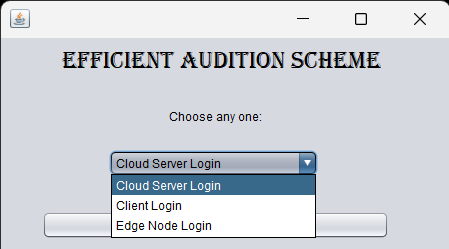 EFFICIENT AUDITION SCHEME
Choose any one:
Cloud Server Login
Cloud Server Login
Client Login
Edge Node Login